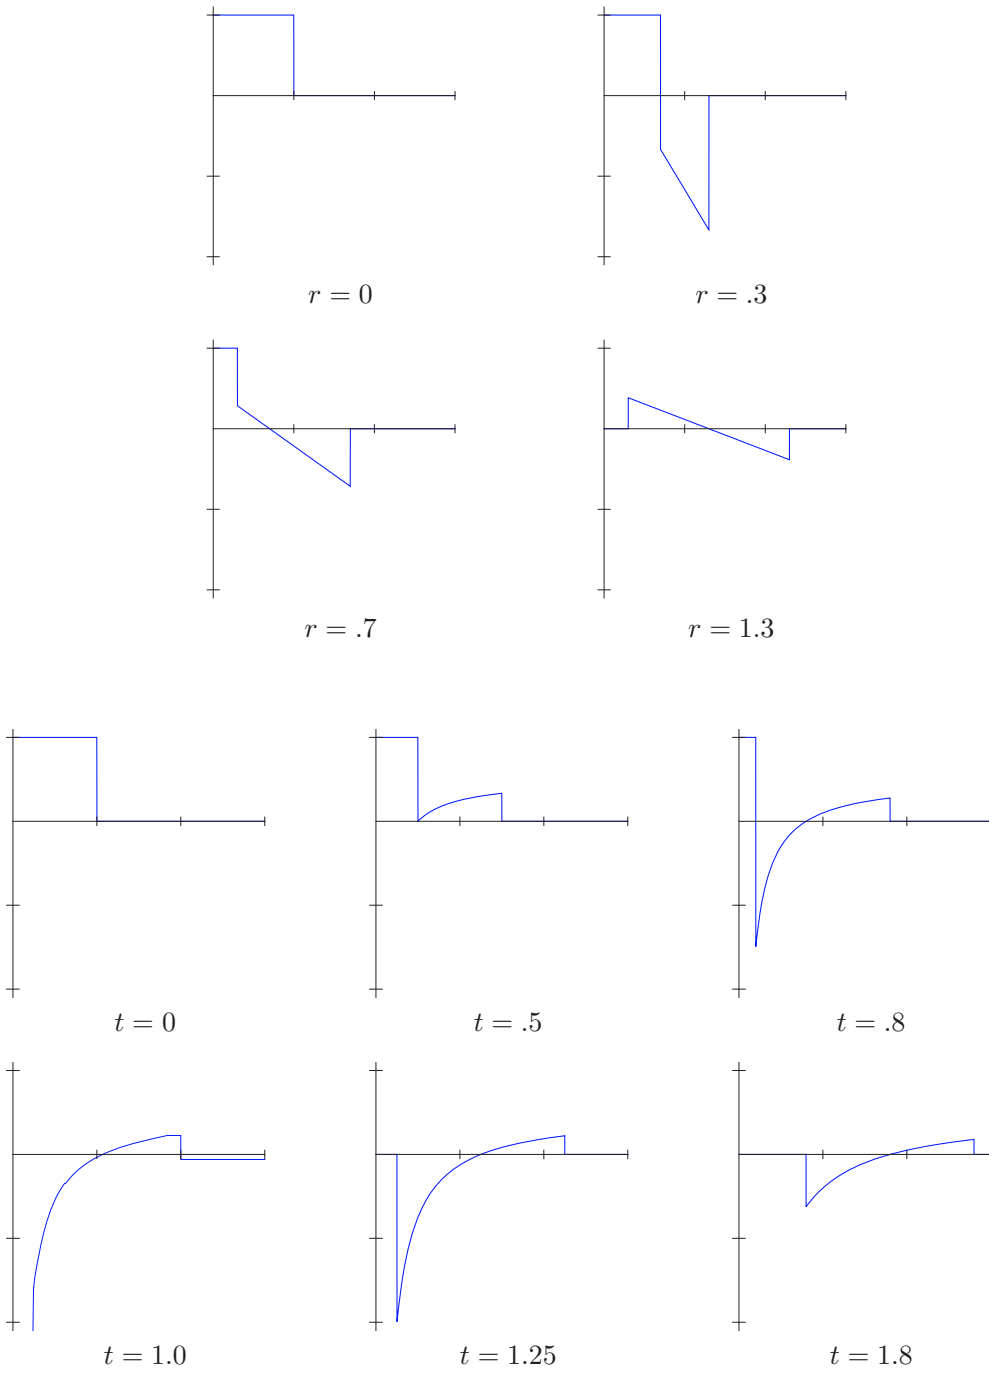 r = 0
r = .3
r = .7
r = 1.3
t = 0
t = .5
t = .8
t = 1.0
t = 1.25
t = 1.8